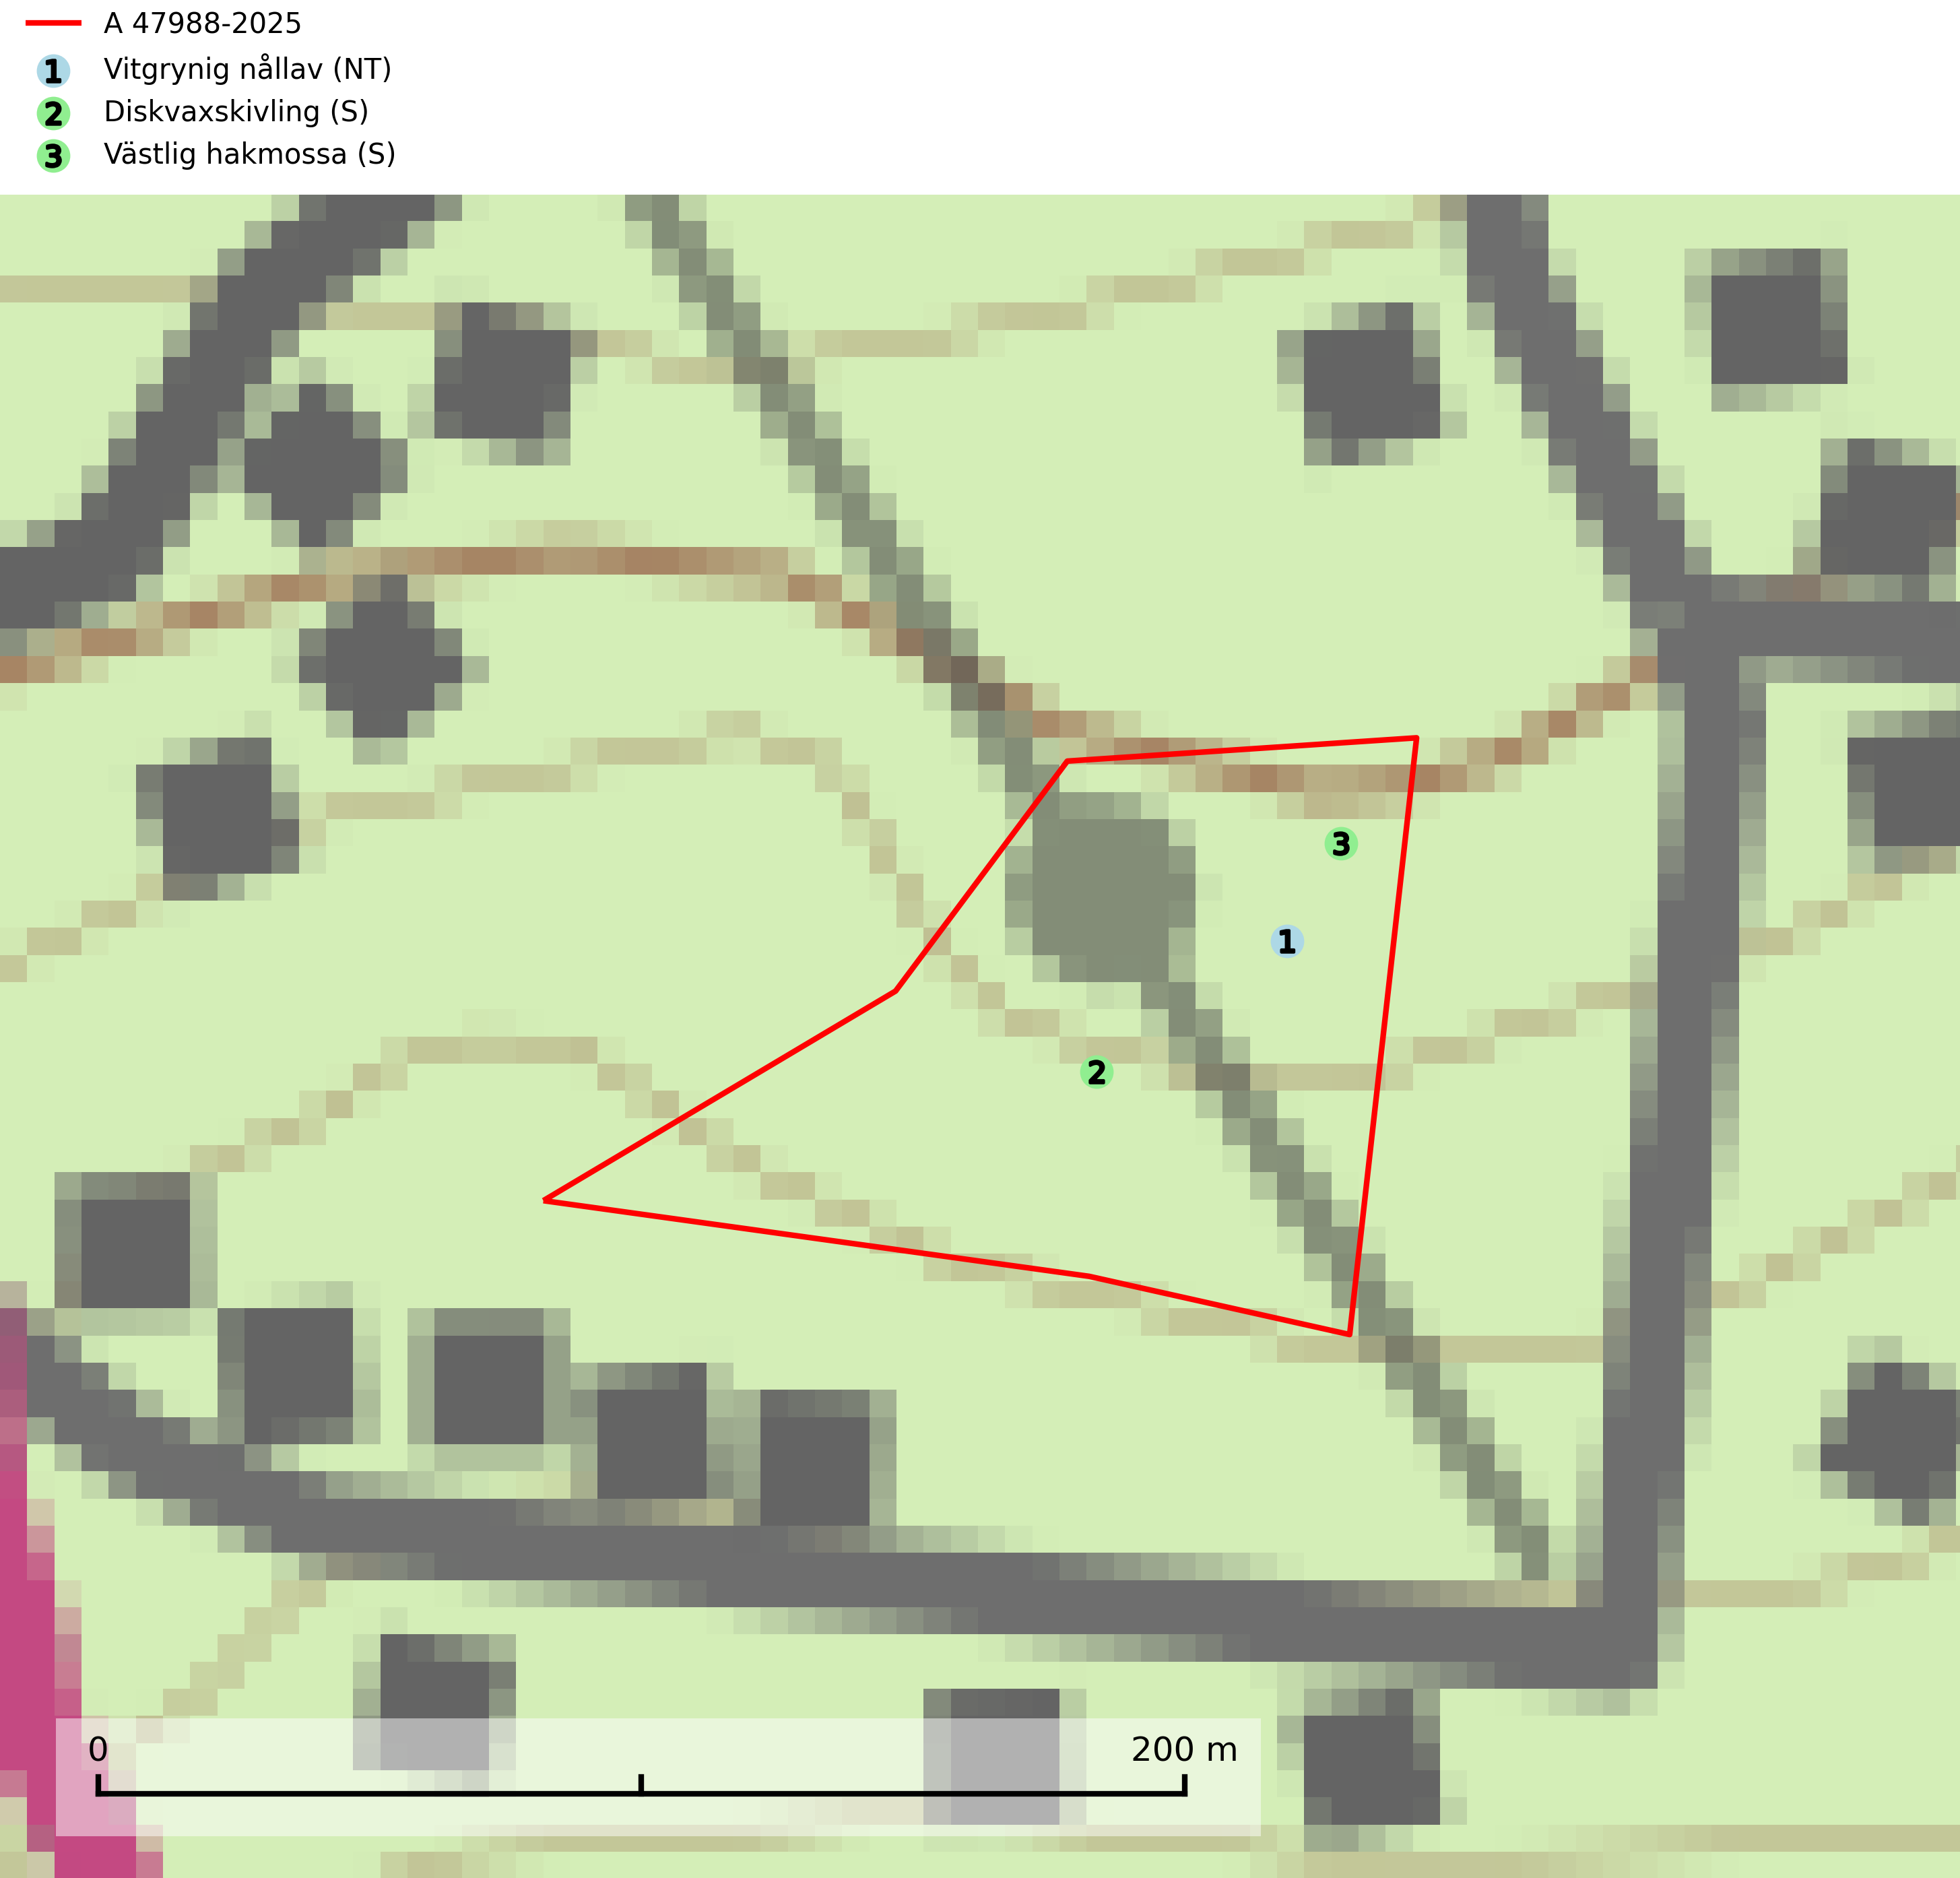 A 47988-2025
1 Vitgrynig nållav (NT)
2 Diskvaxskivling (S)
3 Västlig hakmossa (S)
3
1
2
0 200 m